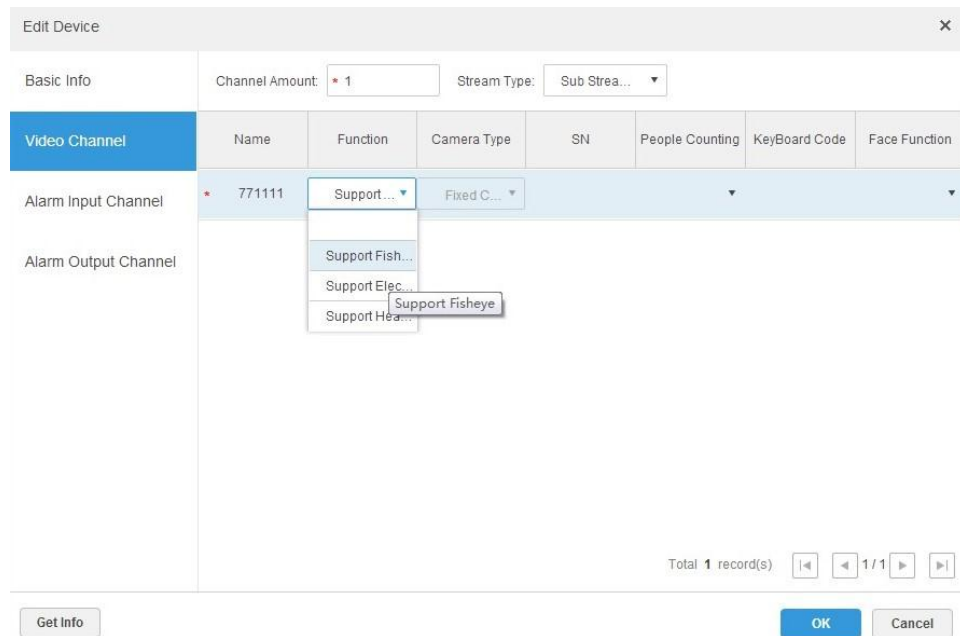 Edit Device
Basic Info
Channel Amount: * 1 Stream Type: Sub Strea...
Video Channel
Name Function Camera Type SN People Counting KeyBoard Code Face Function
Alarm Input Channel
* 771111 Support ... Fixed C...
Alarm Output Channel
Support Fish...
Support Elec...
Support Fisheye
Support Hea...
Total 1 record(s) 1 / 1
Get Info OK Cancel